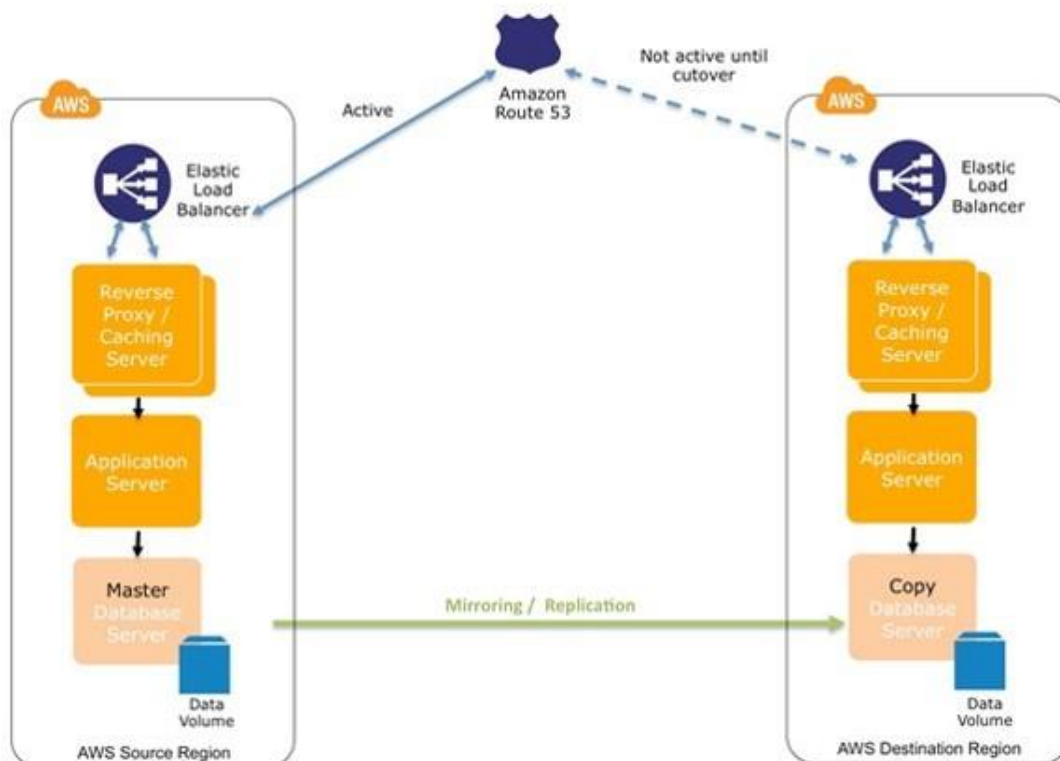 Not active until
cutover
Amazon
Route 53
Active
AWS
Elastic
Load
Balancer
Reverse
Proxy /
Caching
Server
Application
Server
Master
Database
Server
Data
Volume
AWS Source Region
Mirroring / Replication
AWS
Elastic
Load
Balancer
Reverse
Proxy /
Caching
Server
Application
Server
Copy
Database
Server
Data
Volume
AWS Destination Region